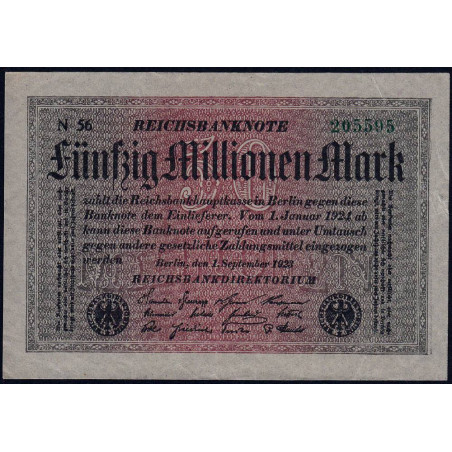 N 56 REICHSBANKNOTE 205595
Fünfzig Millionen Mark
zahlt die Reichsbankhauptkasse in Berlin gegen diese
Banknote dem Einlieferer. Vom 1. Januar 1924 ab
kann diese Banknote aufgerufen und unter Umtausch
gegen andere gesetzliche Zahlungsmittel eingezogen
werden
Berlin, den 1. September 1923
REICHSBANKDIREKTORIUM